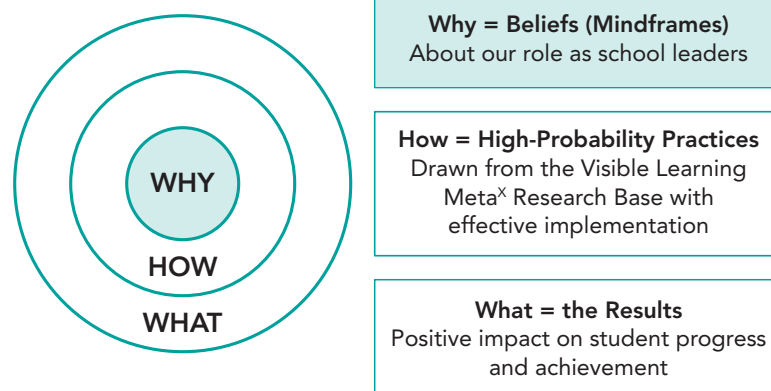 WHY
HOW
WHAT
Why = Beliefs (Mindframes)
About our role as school leaders
How = High-Probability Practices
Drawn from the Visible Learning
Metaˣ Research Base with
effective implementation
What = the Results
Positive impact on student progress
and achievement